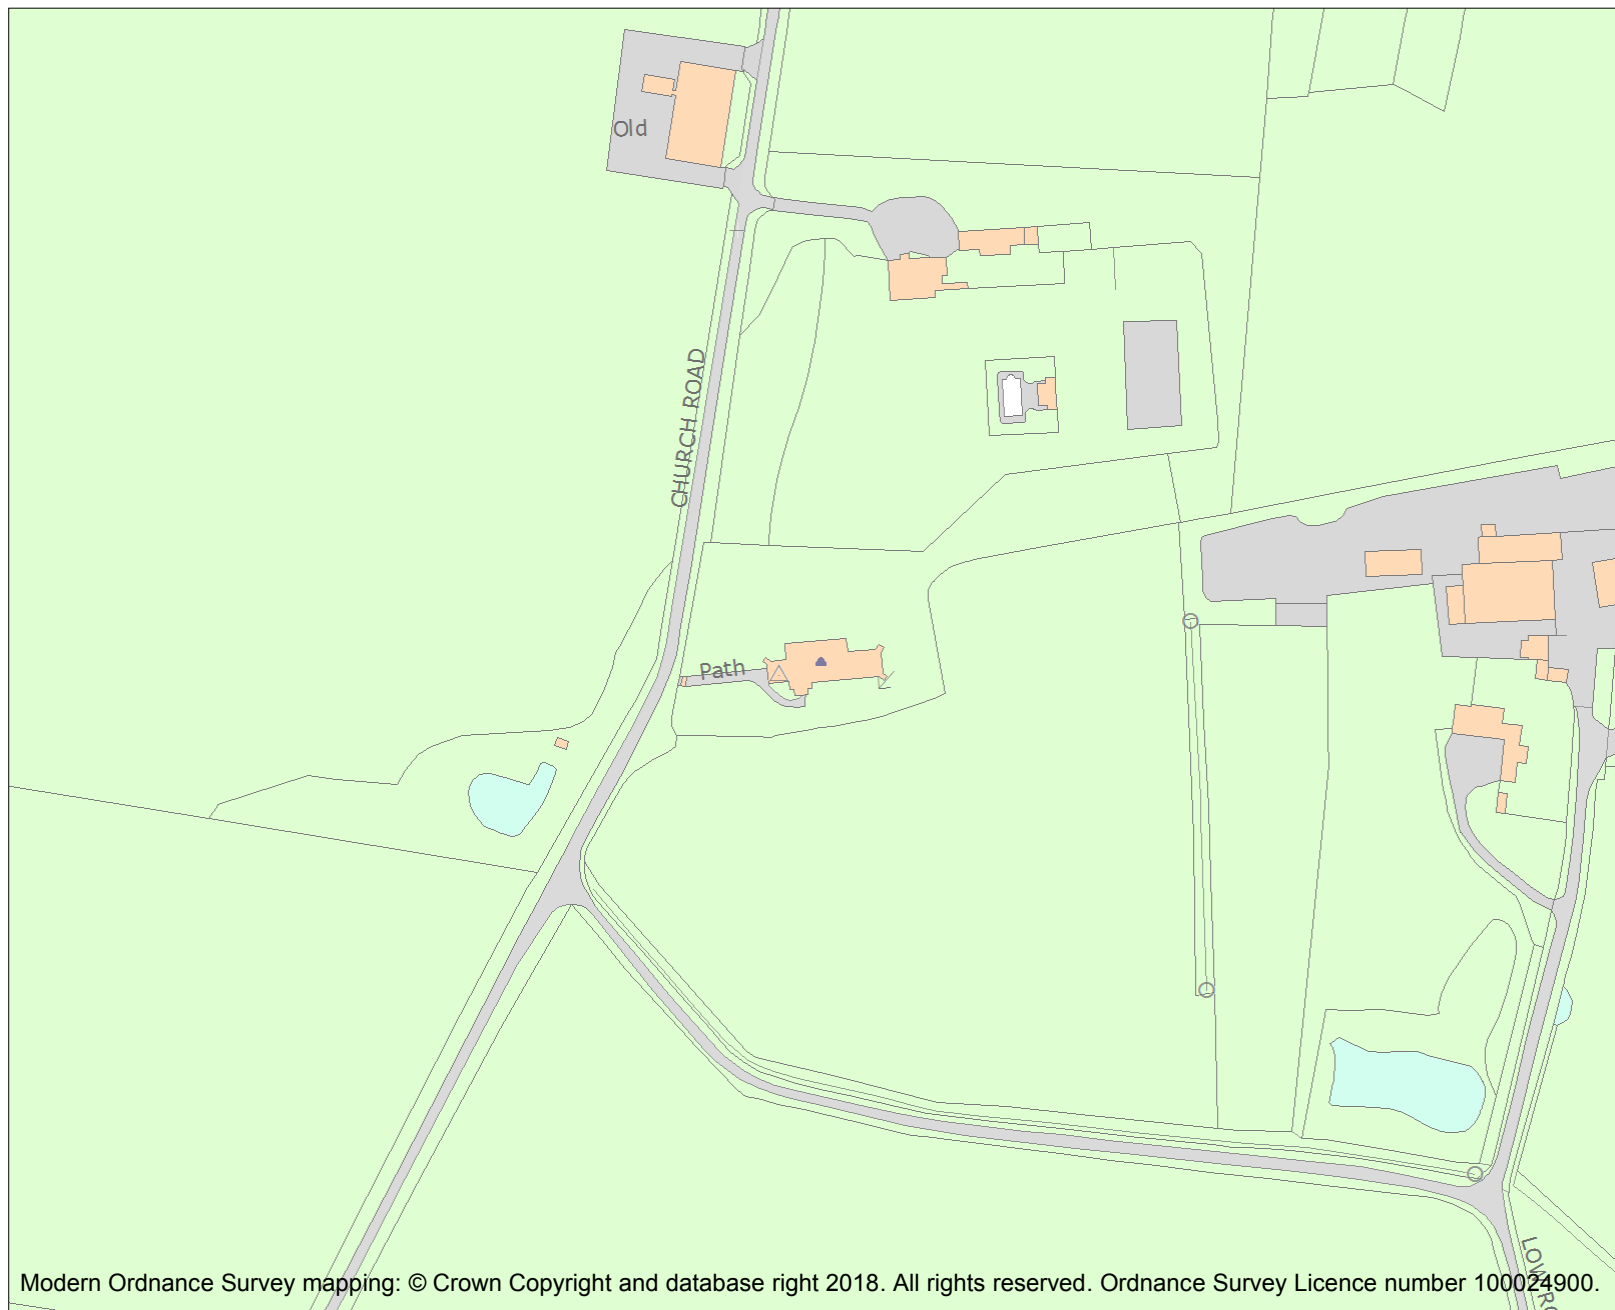 Old
CHURCH ROAD
Path
Modern Ordnance Survey mapping: © Crown Copyright and database right 2018. All rights reserved. Ordnance Survey Licence number 100024900.